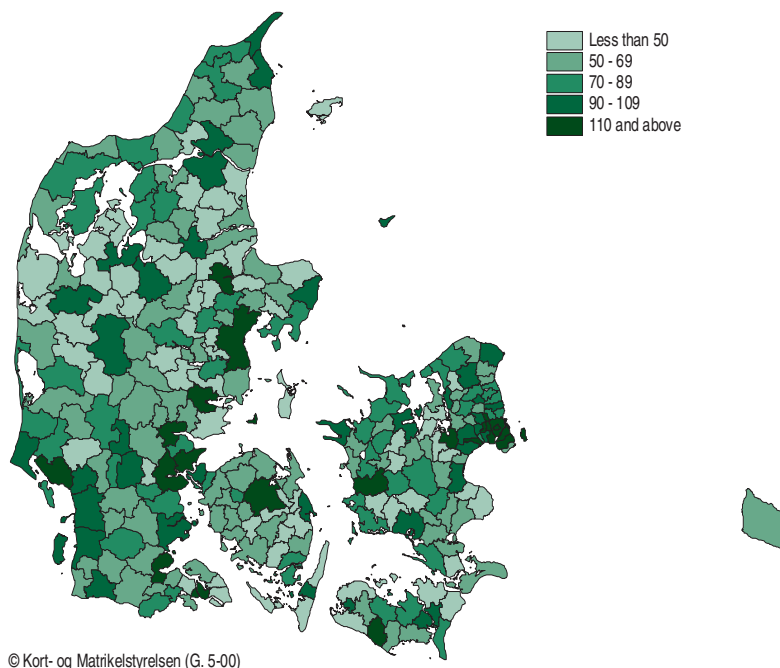 Less than 50
50 - 69
70 - 89
90 - 109
110 and above
© Kort- og Matrikelstyrelsen (G. 5-00)